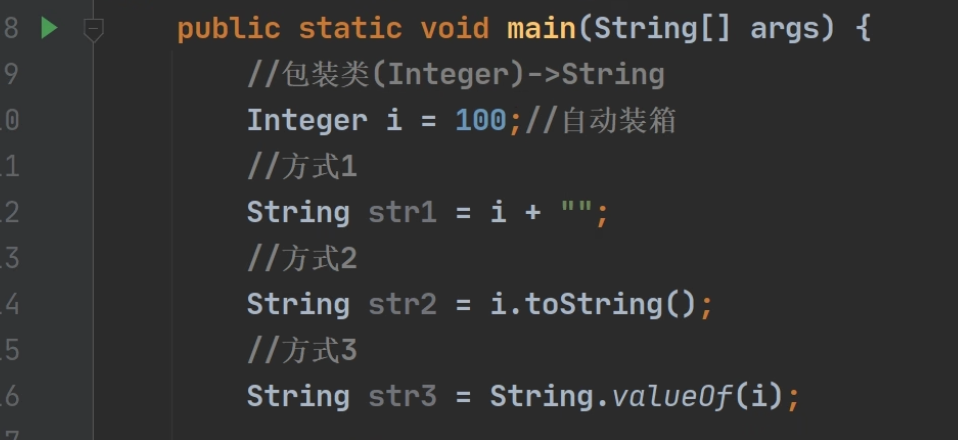 8 public static void main(String[] args) {
9 //包装类(Integer)->String
0 Integer i = 100;//自动装箱
11 //方式1
12 String str1 = i + "";
13 //方式2
14 String str2 = i.toString();
15 //方式3
16 String str3 = String.valueOf(i);